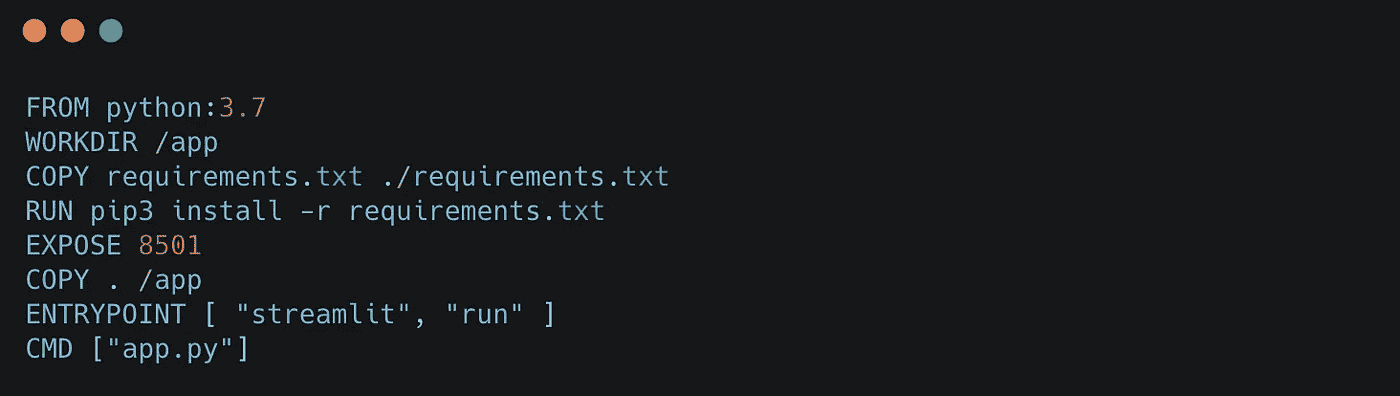 FROM python:3.7
WORKDIR /app
COPY requirements.txt ./requirements.txt
RUN pip3 install -r requirements.txt
EXPOSE 8501
COPY . /app
ENTRYPOINT [ "streamlit", "run" ]
CMD ["app.py"]